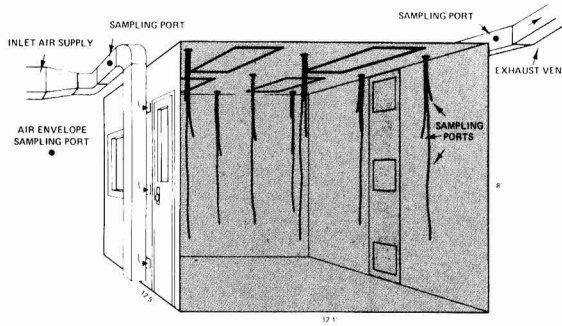 SAMPLING PORT
SAMPLING PORT
INLET AIR SUPPLY
EXHAUST VEN
AIR ENVELOPE
SAMPLING PORT
SAMPLING
PORTS
8'
12.5
12.1'